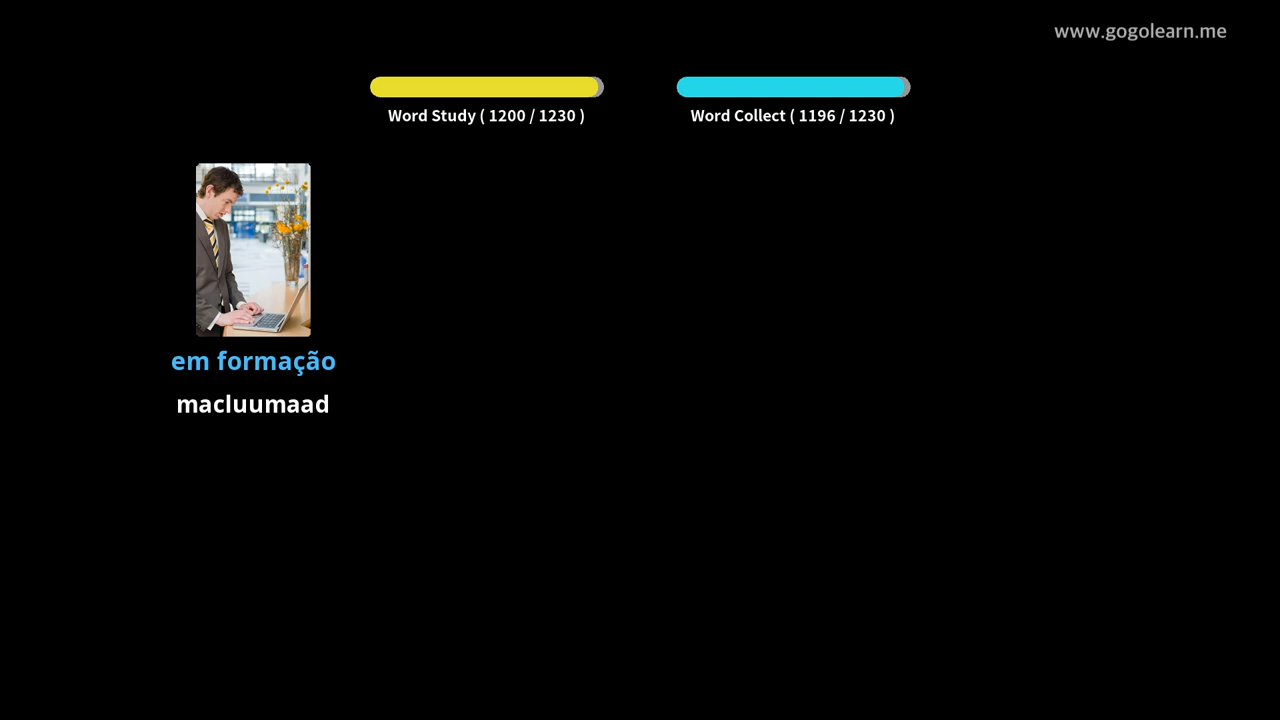 www.gogolearn.me
Word Study ( 1200 / 1230 )
Word Collect ( 1196 / 1230 )
em formação
macluumaad